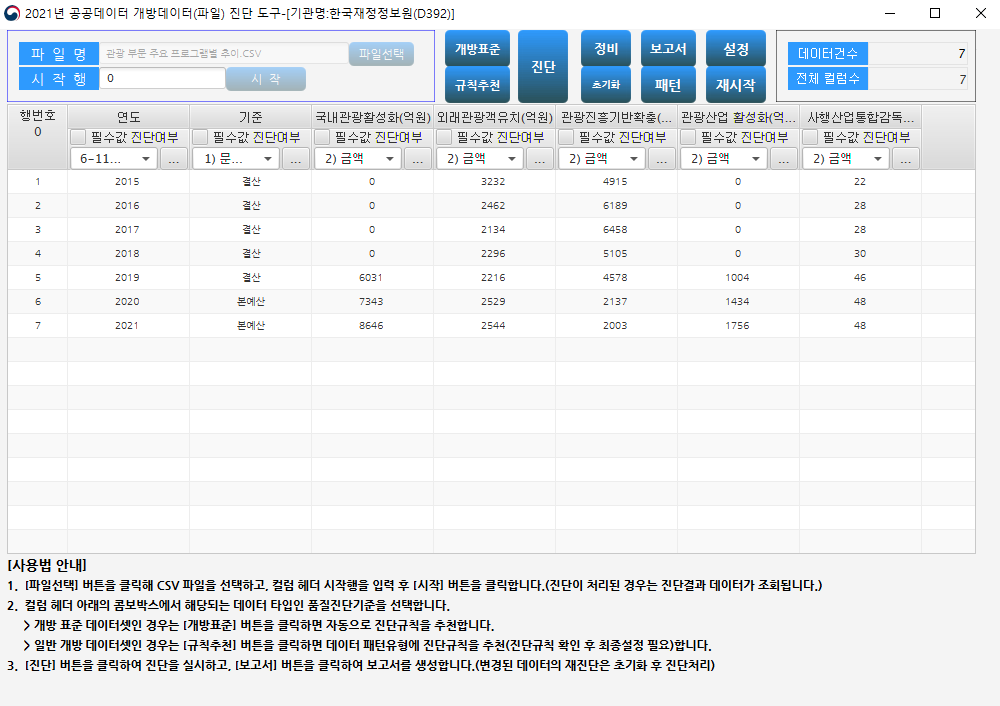 2021년 공공데이터 개방데이터(파일) 진단 도구-[기관명:한국재정정보원(D392)]
파 일 명 관광 부문 주요 프로그램별 추이.CSV 파일선택
시 작 행 0 시 작
개방표준 진단 정비 보고서 설정
규칙추천 초기화 패턴 재시작
데이터건수 7
전체 컬럼수 7
행번호 연도 기준 국내관광활성화(억원) 외래관광객유치(억원) 관광진흥기반확충(... 관광산업 활성화(억... 사행산업통합감독...
0 필수값 진단여부 필수값 진단여부 필수값 진단여부 필수값 진단여부 필수값 진단여부 필수값 진단여부 필수값 진단여부
6-11... ... 1) 문... ... 2) 금액 ... 2) 금액 ... 2) 금액 ... 2) 금액 ... 2) 금액 ...
1 2015 결산 0 3232 4915 0 22
2 2016 결산 0 2462 6189 0 28
3 2017 결산 0 2134 6458 0 28
4 2018 결산 0 2296 5105 0 30
5 2019 결산 6031 2216 4578 1004 46
6 2020 본예산 7343 2529 2137 1434 48
7 2021 본예산 8646 2544 2003 1756 48
[사용법 안내]
1. [파일선택] 버튼을 클릭해 CSV 파일을 선택하고, 컬럼 헤더 시작행을 입력 후 [시작] 버튼을 클릭합니다.(진단이 처리된 경우는 진단결과 데이터가 조회됩니다.)
2. 컬럼 헤더 아래의 콤보박스에서 해당되는 데이터 타입인 품질진단기준을 선택합니다.
> 개방 표준 데이터셋인 경우는 [개방표준] 버튼을 클릭하면 자동으로 진단규칙을 추천합니다.
> 일반 개방 데이터셋인 경우는 [규칙추천] 버튼을 클릭하면 데이터 패턴유형에 진단규칙을 추천(진단규칙 확인 후 최종설정 필요)합니다.
3. [진단] 버튼을 클릭하여 진단을 실시하고, [보고서] 버튼을 클릭하여 보고서를 생성합니다.(변경된 데이터의 재진단은 초기화 후 진단처리)